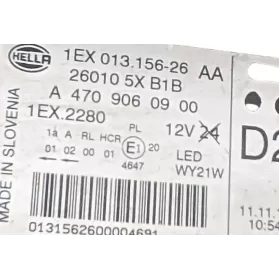 HELLA
1EX 013.156-26 AA
26010 5X B1B
A 470 906 09 00
1EX.2280
1a A RL HCR PL
01 02 00 01 E1 20
4647
12V 24
LED
WY21W
D2
MADE IN SLOVENIA
0131562600004691
11.11.
10:54